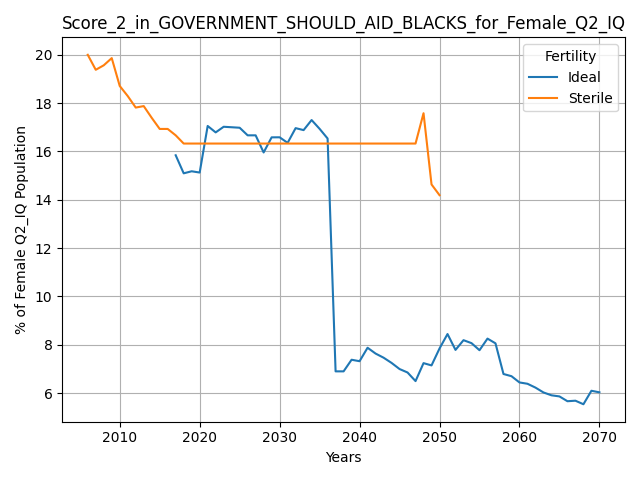 Score_2_in_GOVERNMENT_SHOULD_AID_BLACKS_for_Female_Q2_IQ
Fertility
Ideal
Sterile
% of Female Q2_IQ Population
20
18
16
14
12
10
8
6
2010 2020 2030 2040 2050 2060 2070
Years